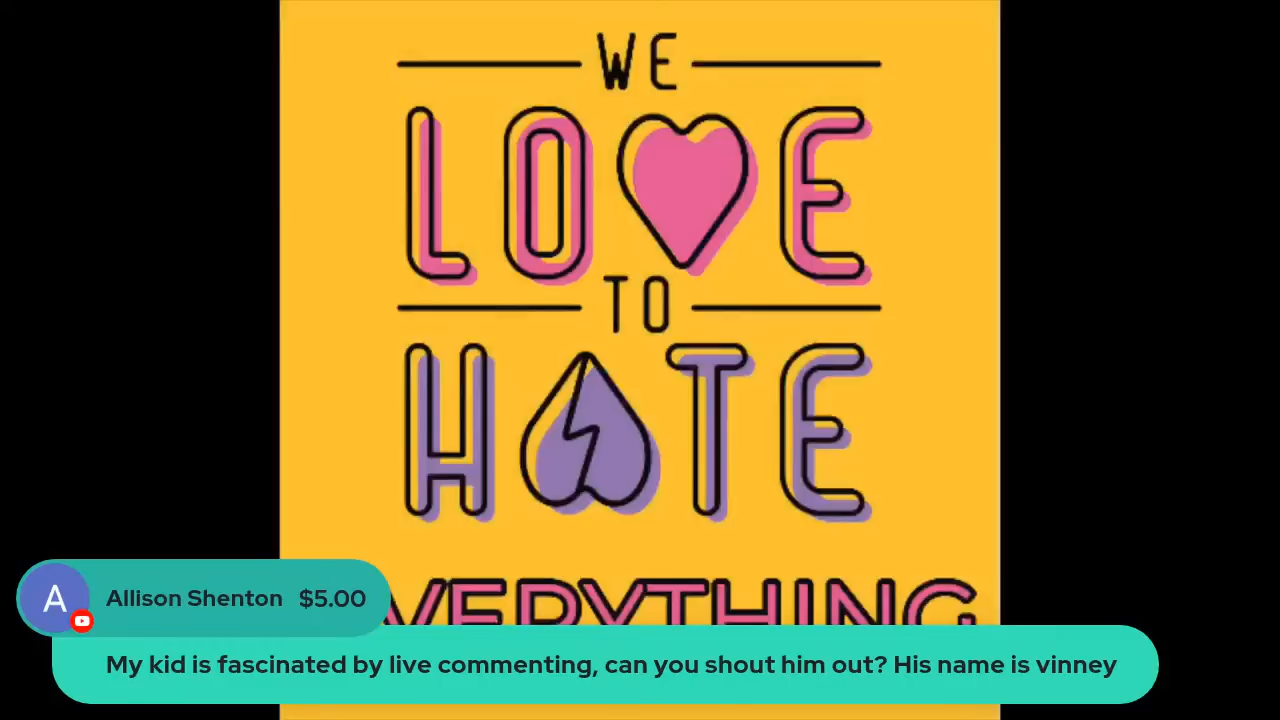 WE
LOVE
TO
HATE
EVERYTHING
Allison Shenton $5.00
A
My kid is fascinated by live commenting, can you shout him out? His name is vinney